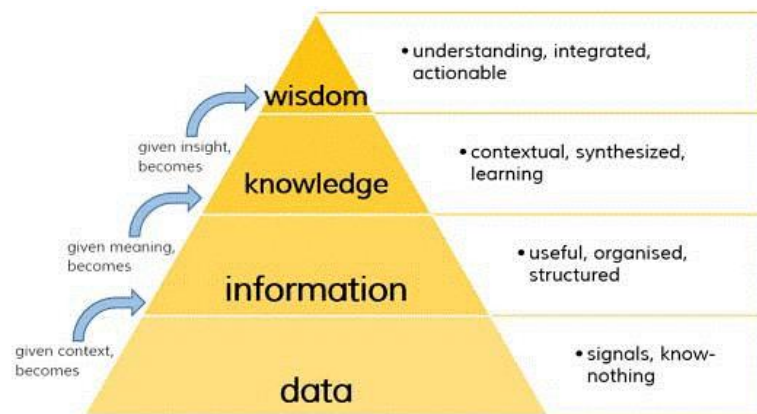 • understanding, integrated,
actionable
wisdom
given insight,
becomes
• contextual, synthesized,
learning
knowledge
given meaning,
becomes
• useful, organised,
structured
information
given context,
becomes
• signals, know-
nothing
data